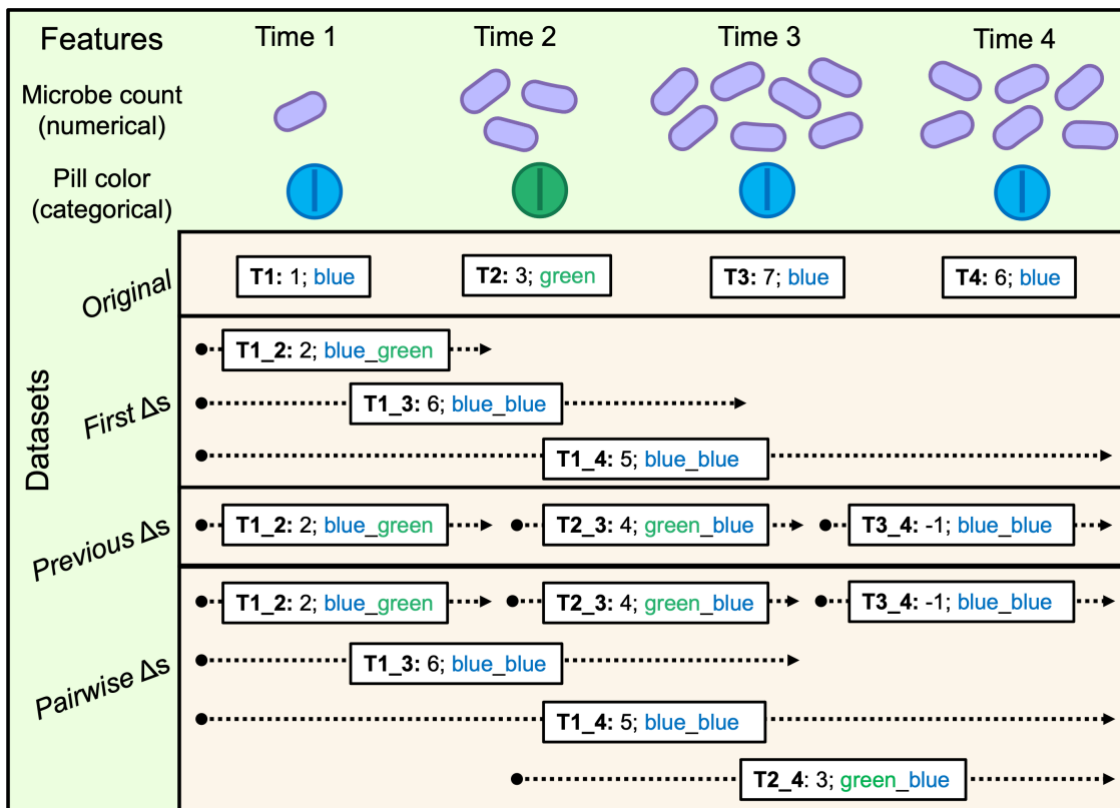 Features
Time 1
Time 2
Time 3
Time 4
Microbe count
(numerical)
Pill color
(categorical)
Datasets
Original
T1: 1; blue
T2: 3; green
T3: 7; blue
T4: 6; blue
First Δs
T1_2: 2; blue_green
T1_3: 6; blue_blue
T1_4: 5; blue_blue
Previous Δs
T1_2: 2; blue_green
T2_3: 4; green_blue
T3_4: -1; blue_blue
Pairwise Δs
T1_2: 2; blue_green
T2_3: 4; green_blue
T3_4: -1; blue_blue
T1_3: 6; blue_blue
T1_4: 5; blue_blue
T2_4: 3; green_blue